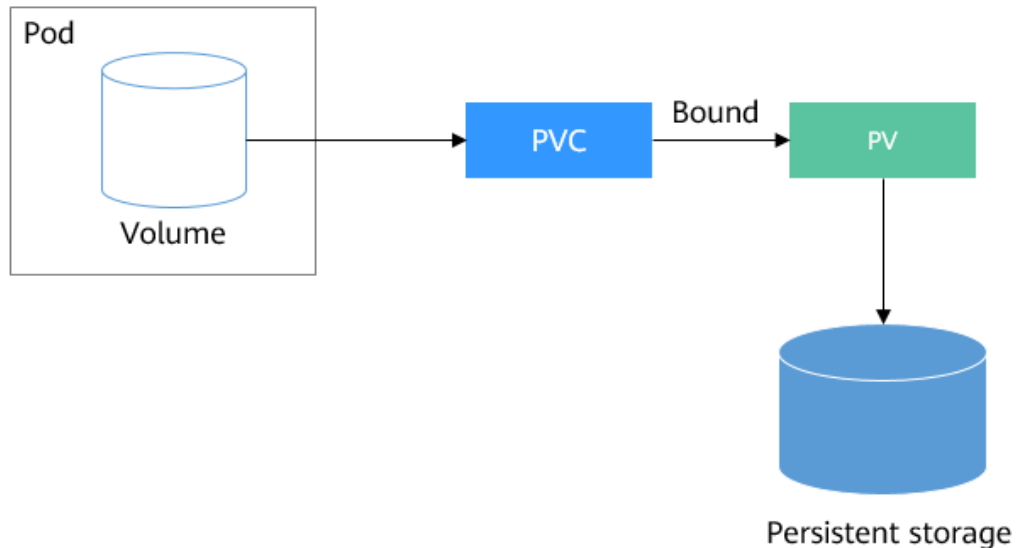 Pod
Volume
PVC
Bound
PV
Persistent storage